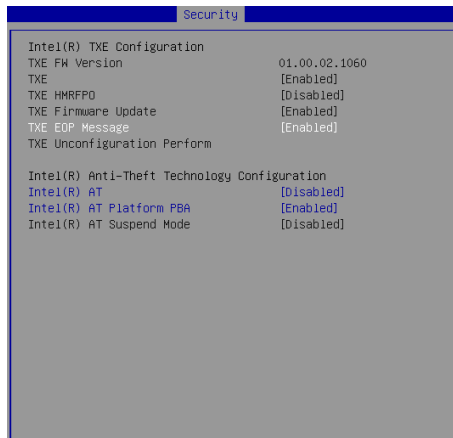 Security
Intel(R) TXE Configuration
TXE FW Version 01.00.02.1060
TXE [Enabled]
TXE HMRFPO [Disabled]
TXE Firmware Update [Enabled]
TXE EOP Message [Enabled]
TXE Unconfiguration Perform
Intel(R) Anti-Theft Technology Configuration
Intel(R) AT [Disabled]
Intel(R) AT Platform PBA [Enabled]
Intel(R) AT Suspend Mode [Disabled]